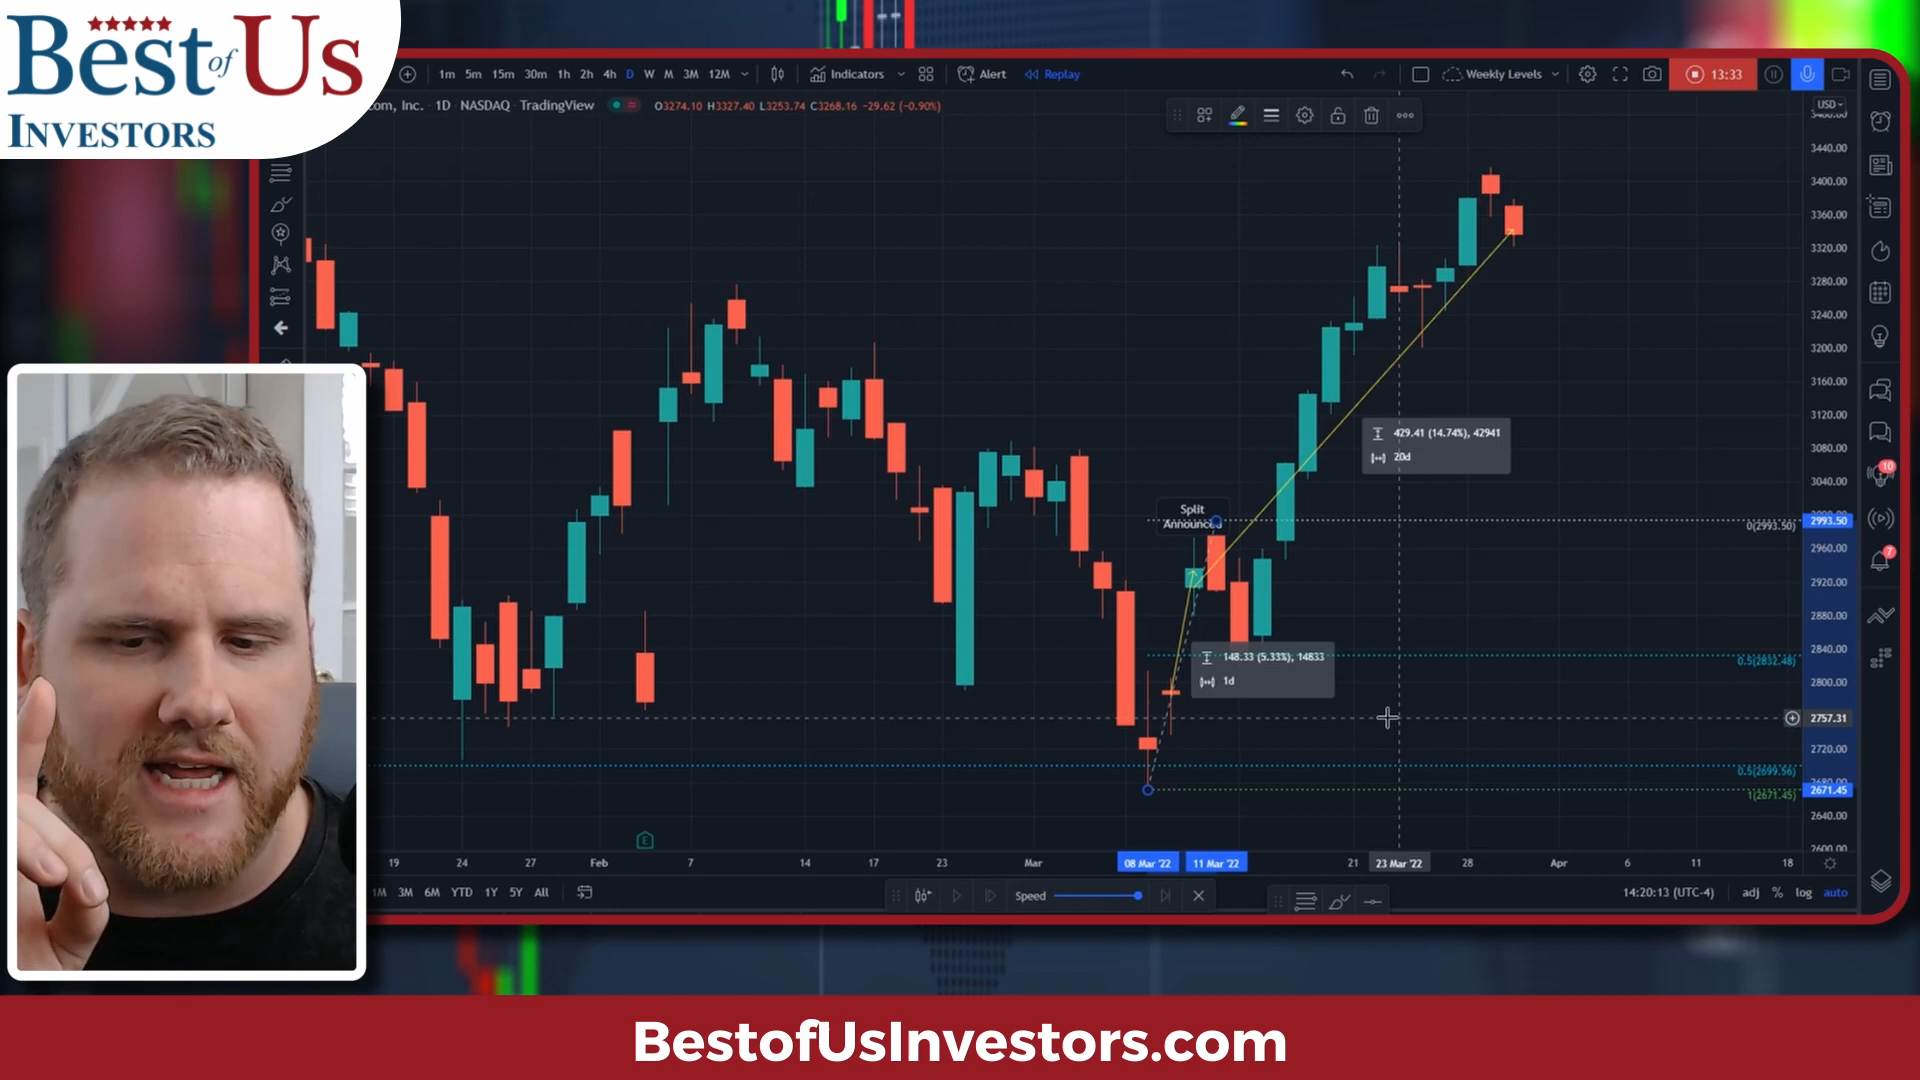 Best of Us
INVESTORS
1m 5m 15m 30m 1h 2h 4h D W M 3M 12M
Indicators
Alert
Replay
Weekly Levels
13:33
com, Inc. · 1D · NASDAQ · TradingView
O3274.10 H3327.40 L3253.74 C3268.16 -29.62 (-0.90%)
USD
3440.00
3400.00
3360.00
3320.00
3280.00
3240.00
3200.00
3160.00
3120.00
3080.00
3040.00
2993.50
2960.00
2920.00
2880.00
2840.00
2800.00
2757.31
2720.00
2680.00
2671.45
2640.00
2600.00
10
7
429.41 (14.74%), 42941
20d
Split
Announced
0(2993.50)
148.33 (5.33%), 14833
1d
0.5(2832.48)
0.5(2699.56)
1(2671.45)
E
19 24 27 Feb 7 14 17 23 Mar 08 Mar '22 11 Mar '22 21 23 Mar '22 28 Apr 6 11 18
1M 3M 6M YTD 1Y 5Y All
Speed
14:20:13 (UTC-4)
adj % log auto
BestofUsInvestors.com